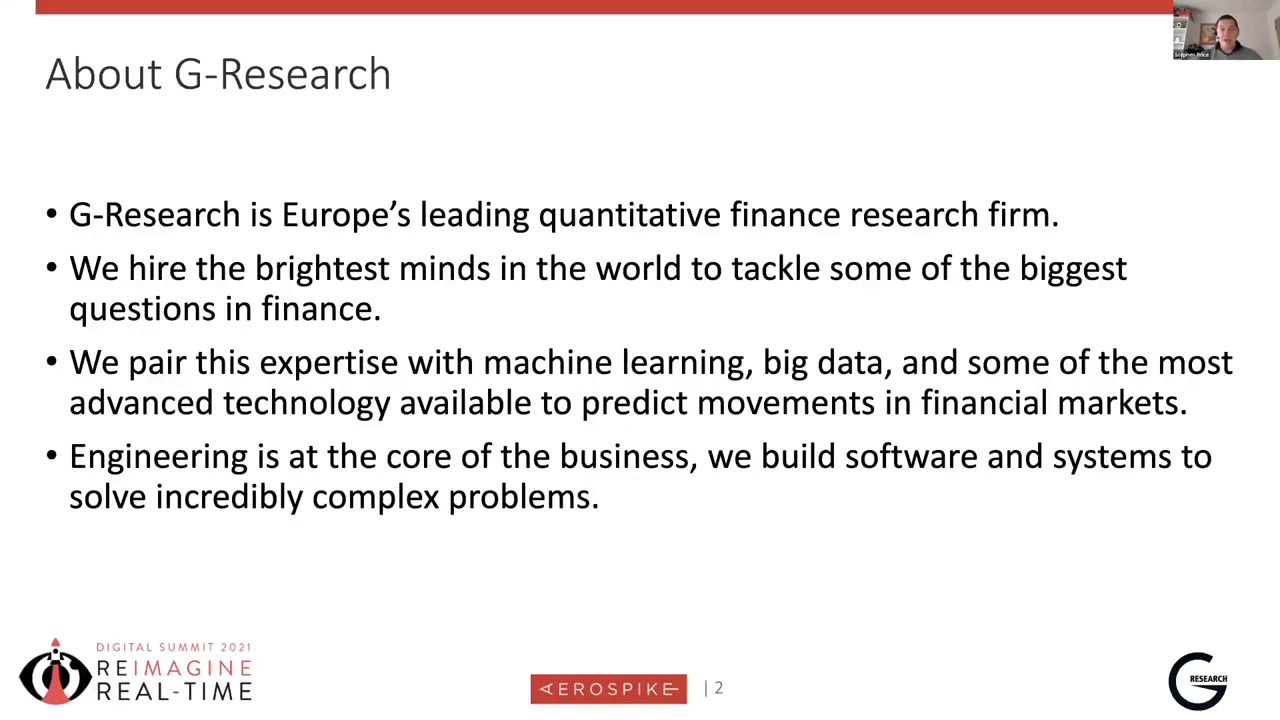 Stephen Price
About G-Research
• G-Research is Europe’s leading quantitative finance research firm.
• We hire the brightest minds in the world to tackle some of the biggest
questions in finance.
• We pair this expertise with machine learning, big data, and some of the most
advanced technology available to predict movements in financial markets.
• Engineering is at the core of the business, we build software and systems to
solve incredibly complex problems.
DIGITAL SUMMIT 2021
REIMAGINE
REAL-TIME
AEROSPIKE
| 2
G RESEARCH